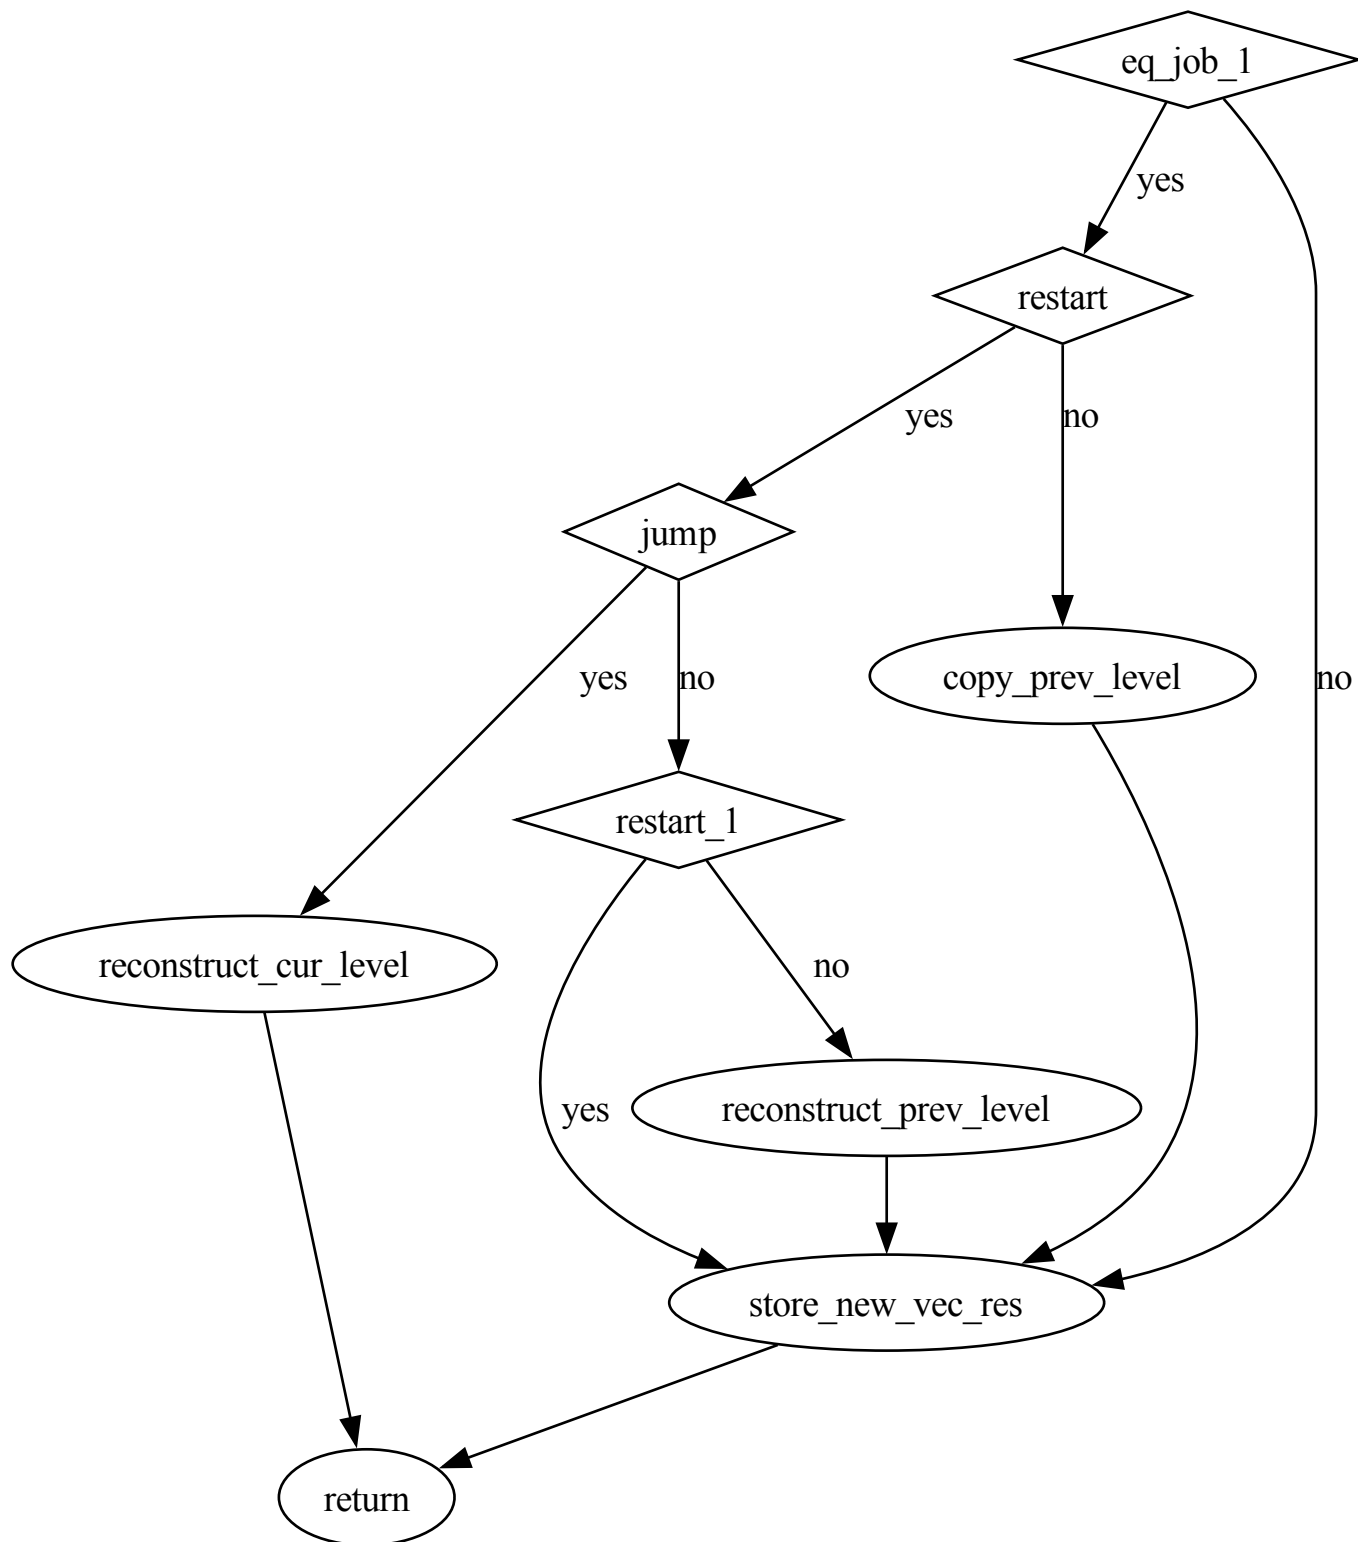 eq_job_1
yes
restart
yes
no
jump
yes
no
copy_prev_level
no
restart_1
reconstruct_cur_level
no
yes
reconstruct_prev_level
store_new_vec_res
return